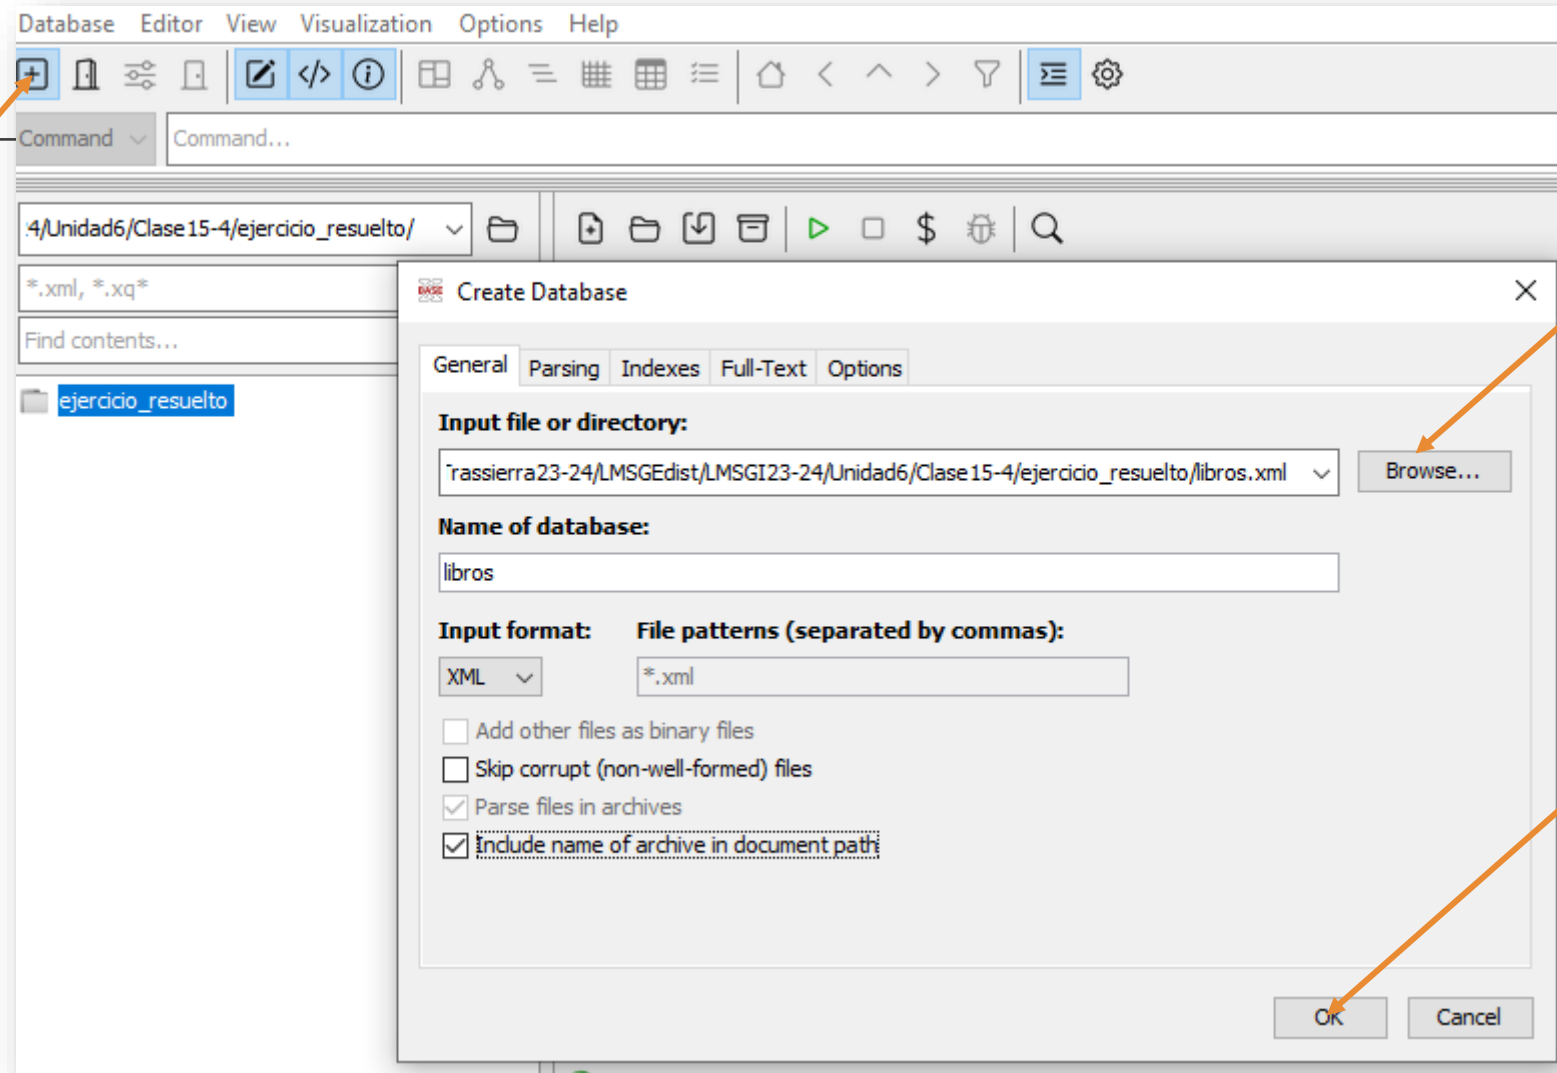 Database Editor View Visualization Options Help
Command Command...
:4/Unidad6/Clase15-4/ejercicio_resuelto/
*.xml, *.xq*
Find contents...
ejercicio_resuelto
BASE Create Database
General Parsing Indexes Full-Text Options
Input file or directory:
rassierra23-24/LMSGEdist/LMSGI23-24/Unidad6/Clase15-4/ejercicio_resuelto/libros.xml Browse...
Name of database:
libros
Input format: File patterns (separated by commas):
XML *.xml
Add other files as binary files
Skip corrupt (non-well-formed) files
Parse files in archives
Include name of archive in document path
OK Cancel